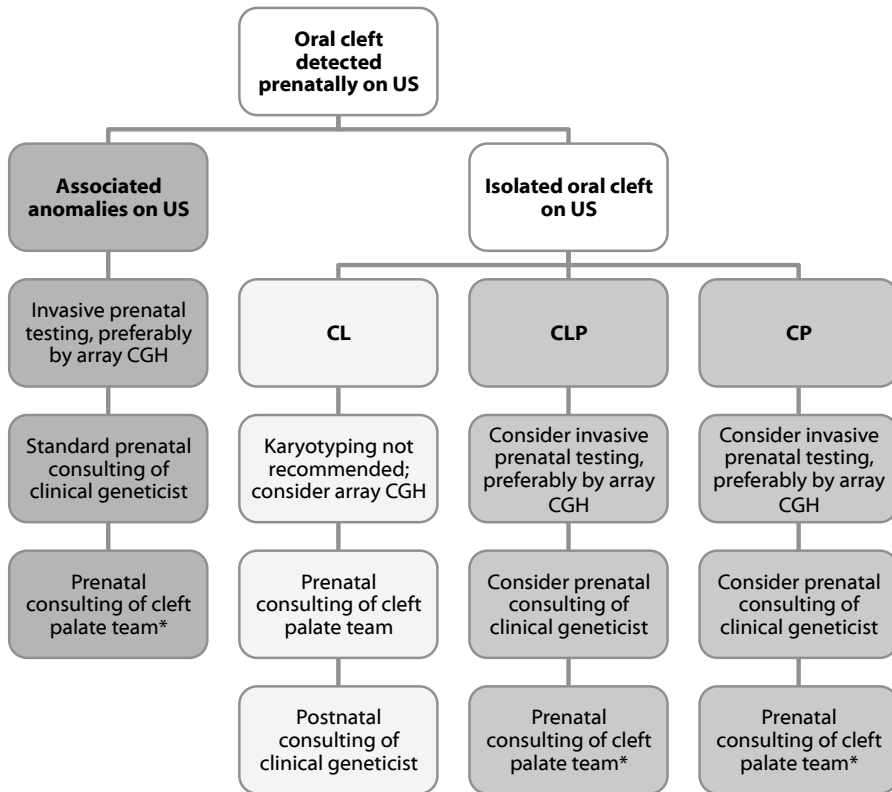 Oral cleft
detected
prenatally on US
Associated
anomalies on US
Isolated oral cleft
on US
Invasive prenatal
testing, preferably
by array CGH
CL
CLP
CP
Standard prenatal
consulting of
clinical geneticist
Karyotyping not
recommended;
consider array CGH
Consider invasive
prenatal testing,
preferably by array
CGH
Consider invasive
prenatal testing,
preferably by array
CGH
Prenatal
consulting of cleft
palate team*
Prenatal
consulting of cleft
palate team
Consider prenatal
consulting of
clinical geneticist
Consider prenatal
consulting of
clinical geneticist
Postnatal
consulting of
clinical geneticist
Prenatal
consulting of cleft
palate team*
Prenatal
consulting of cleft
palate team*